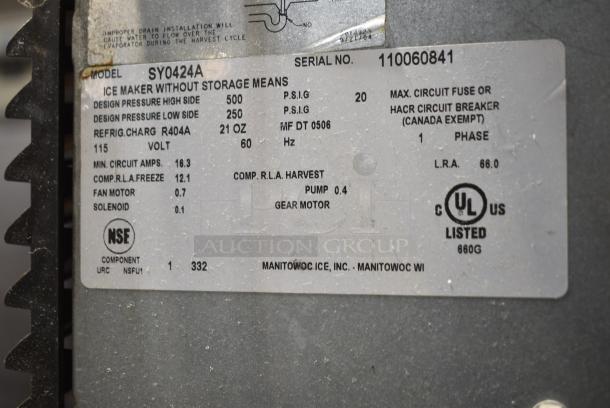 IMPROPER DRAIN INSTALLATION WILL
CAUSE WATER TO FLOW OVER THE
EVAPORATOR DURING THE HARVEST CYCLE
NO
MODEL SY0424A SERIAL NO. 110060841
ICE MAKER WITHOUT STORAGE MEANS
DESIGN PRESSURE HIGH SIDE 500 P.S.I.G 20 MAX. CIRCUIT FUSE OR
DESIGN PRESSURE LOW SIDE 250 P.S.I.G HACR CIRCUIT BREAKER
(CANADA EXEMPT)
REFRIG.CHARG R404A 21 OZ MF DT 0506
115 VOLT 60 Hz 1 PHASE
MIN. CIRCUIT AMPS. 16.3 L.R.A. 66.0
COMP.R.L.A.FREEZE 12.1 COMP. R.L.A. HARVEST
FAN MOTOR 0.7 PUMP 0.4
SOLENOID 0.1 GEAR MOTOR
NSF
COMPONENT
URC NSFU1
1 332
C UL US
LISTED
660G
AUCTION GROUP
MANITOWOC ICE, INC. - MANITOWOC WI